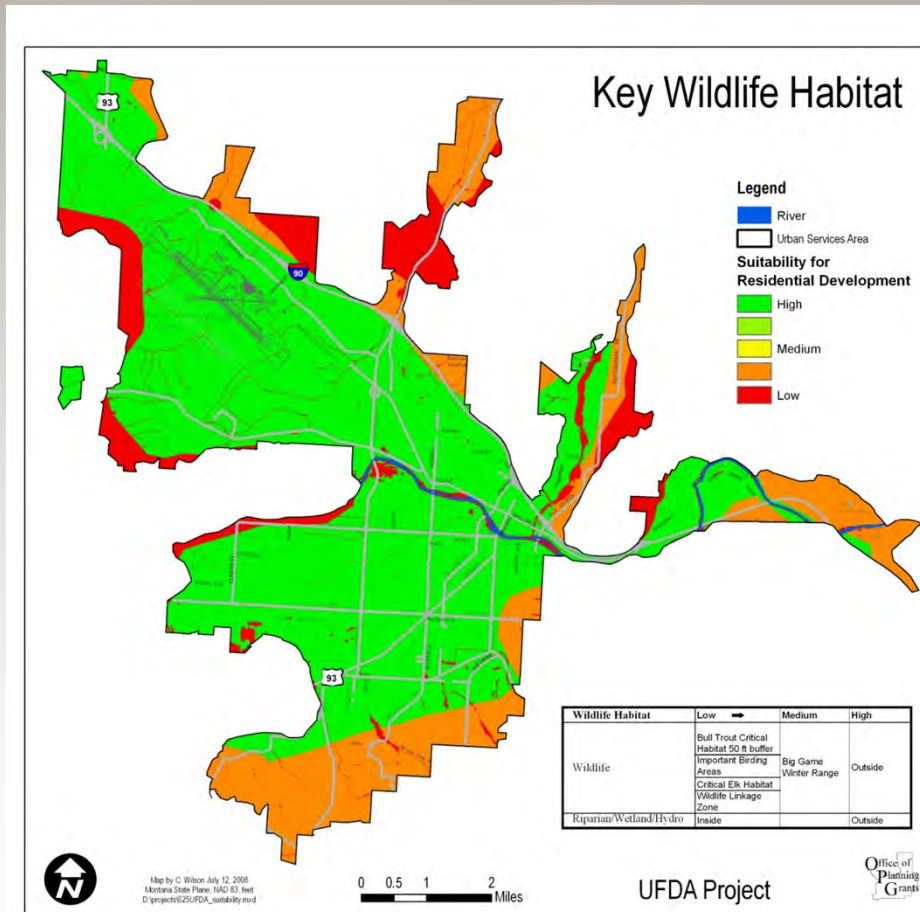 Key Wildlife Habitat
93
90
93
Legend
River
Urban Services Area
Suitability for
Residential Development
High
Medium
Low
Wildlife Habitat Low → Medium High
Wildlife
Bull Trout Critical
Habitat 50 ft buffer
Important Birding
Areas
Critical Elk Habitat
Wildlife Linkage
Zone
Big Game
Winter Range
Outside
Riparian/Wetland/Hydro Inside Outside
N
Map by C. Wilson July 12, 2008
Montana State Plane, NAD 83, feet
D:\projects\625UFDA_suitability.mxd
0 0.5 1 2
Miles
UFDA Project
Office of
Planning
Grants